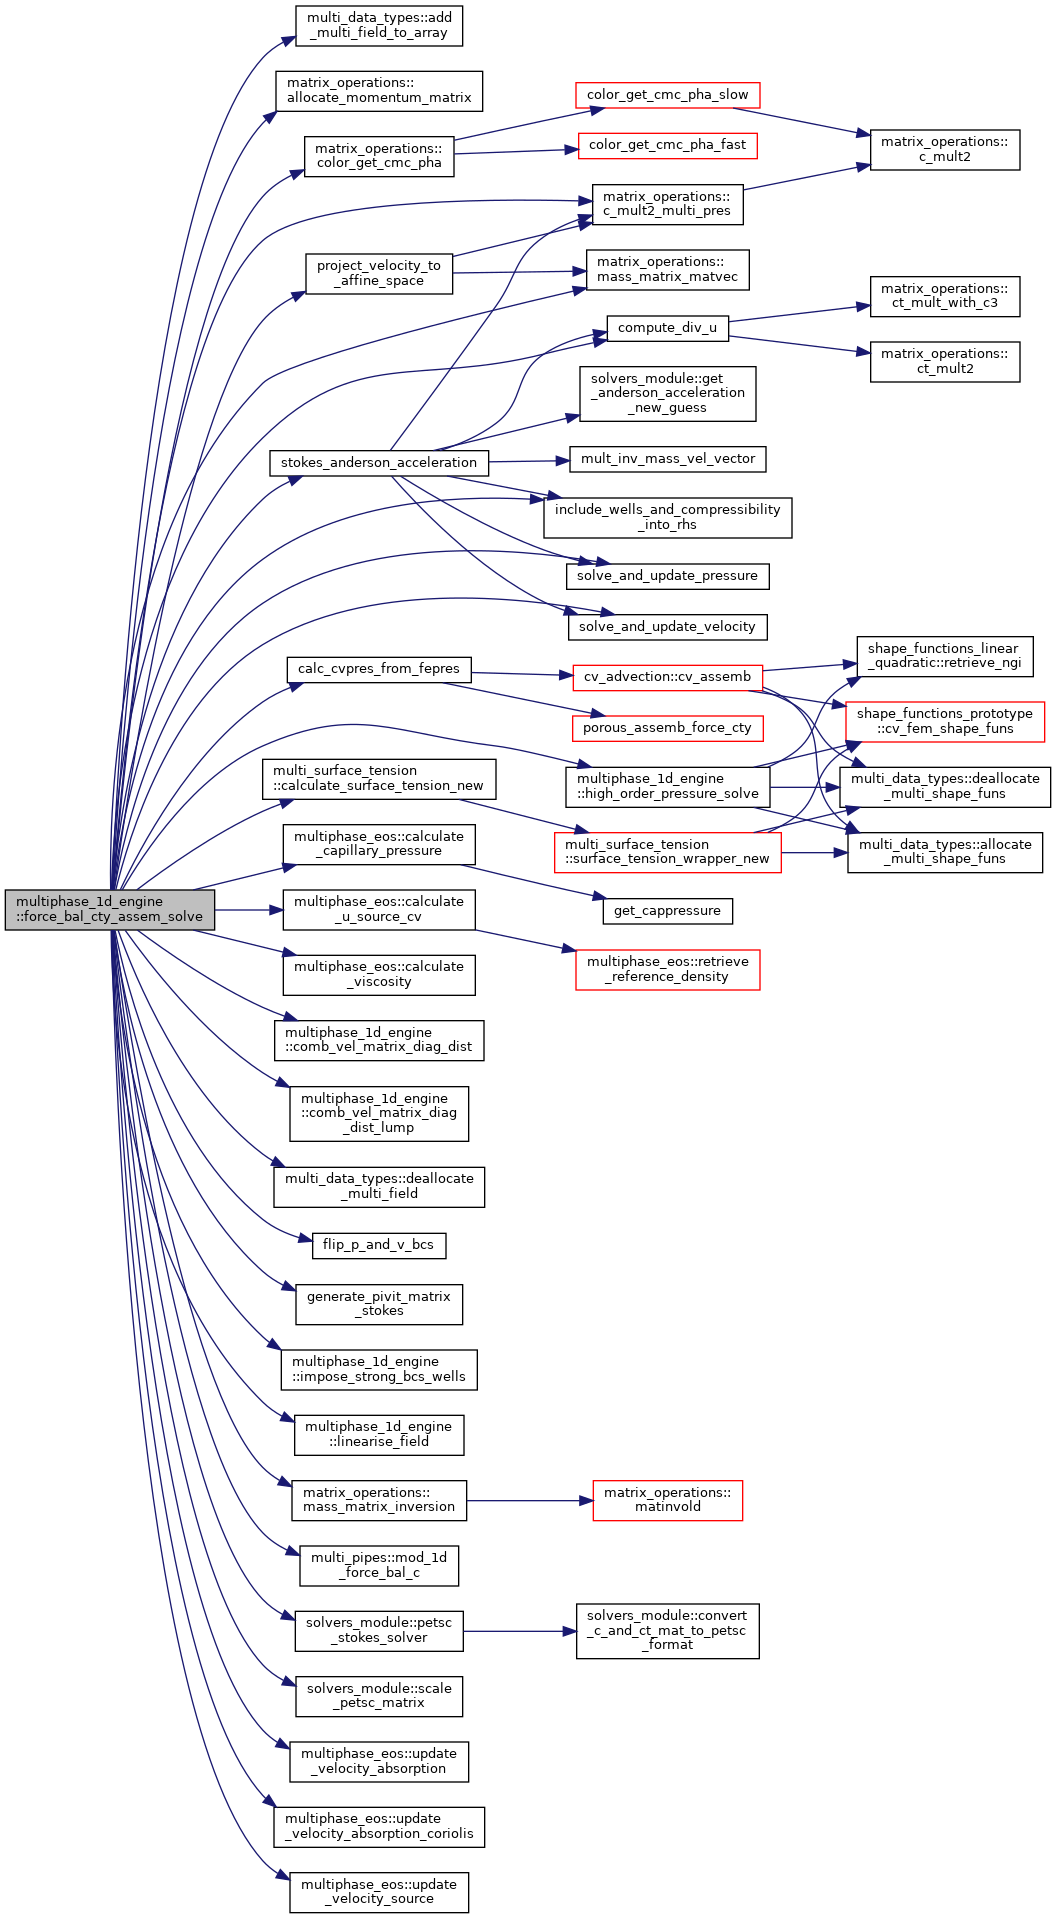 multi_data_types::add
_multi_field_to_array
matrix_operations::
allocate_momentum_matrix
color_get_cmc_pha_slow
matrix_operations::
color_get_cmc_pha
color_get_cmc_pha_fast
matrix_operations::
c_mult2
matrix_operations::
c_mult2_multi_pres
project_velocity_to
_affine_space
matrix_operations::
mass_matrix_matvec
matrix_operations::
ct_mult_with_c3
compute_div_u
matrix_operations::
ct_mult2
solvers_module::get
_anderson_acceleration
_new_guess
stokes_anderson_acceleration
mult_inv_mass_vel_vector
include_wells_and_compressibility
_into_rhs
solve_and_update_pressure
solve_and_update_velocity
shape_functions_linear
_quadratic::retrieve_ngi
calc_cvpres_from_fepres
cv_advection::cv_assemb
shape_functions_prototype
::cv_fem_shape_funs
porous_assemb_force_cty
multi_surface_tension
::calculate_surface_tension_new
multiphase_1d_engine
::high_order_pressure_solve
multi_data_types::deallocate
_multi_shape_funs
multiphase_eos::calculate
_capillary_pressure
multi_surface_tension
::surface_tension_wrapper_new
multi_data_types::allocate
_multi_shape_funs
multiphase_1d_engine
::force_bal_cty_assem_solve
multiphase_eos::calculate
_u_source_cv
get_cappressure
multiphase_eos::calculate
_viscosity
multiphase_eos::retrieve
_reference_density
multiphase_1d_engine
::comb_vel_matrix_diag_dist
multiphase_1d_engine
::comb_vel_matrix_diag
_dist_lump
multi_data_types::deallocate
_multi_field
flip_p_and_v_bcs
generate_pivit_matrix
_stokes
multiphase_1d_engine
::impose_strong_bcs_wells
multiphase_1d_engine
::linearise_field
matrix_operations::
mass_matrix_inversion
matrix_operations::
matinvold
multi_pipes::mod_1d
_force_bal_c
solvers_module::petsc
_stokes_solver
solvers_module::convert
_c_and_ct_mat_to_petsc
_format
solvers_module::scale
_petsc_matrix
multiphase_eos::update
_velocity_absorption
multiphase_eos::update
_velocity_absorption_coriolis
multiphase_eos::update
_velocity_source